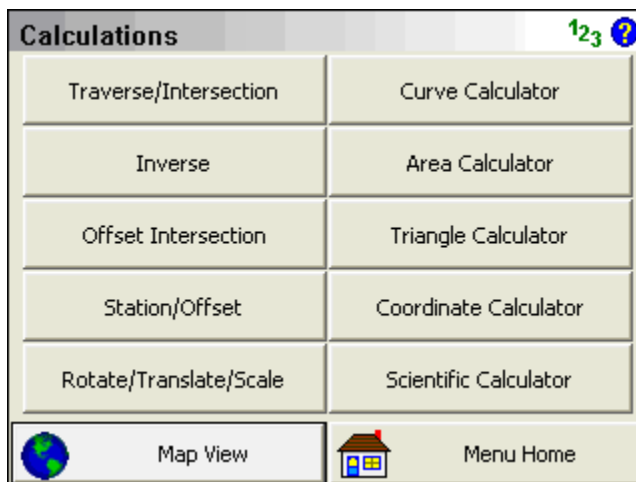 Calculations 123 ?
Traverse/Intersection Curve Calculator
Inverse Area Calculator
Offset Intersection Triangle Calculator
Station/Offset Coordinate Calculator
Rotate/Translate/Scale Scientific Calculator
Map View Menu Home